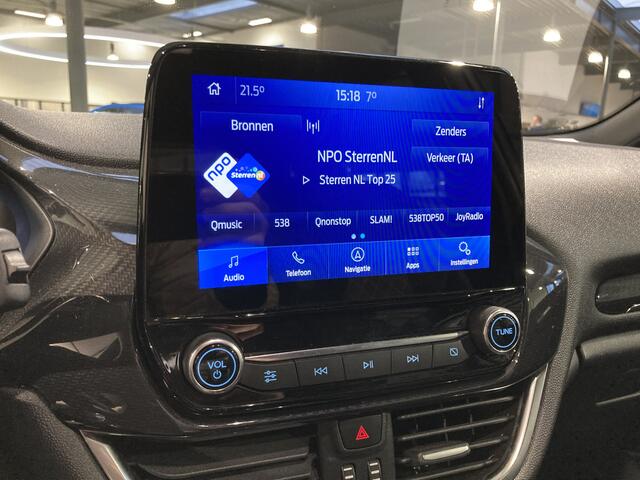 21.5° 15:18 7°
Bronnen
Zenders
NPO SterrenNL
Verkeer (TA)
npo
Sterren nl
Sterren NL Top 25
Qmusic 538 Qnonstop SLAM! 538TOP50 JoyRadio
Audio Telefoon Navigatie Apps Instellingen
VOL
TUNE